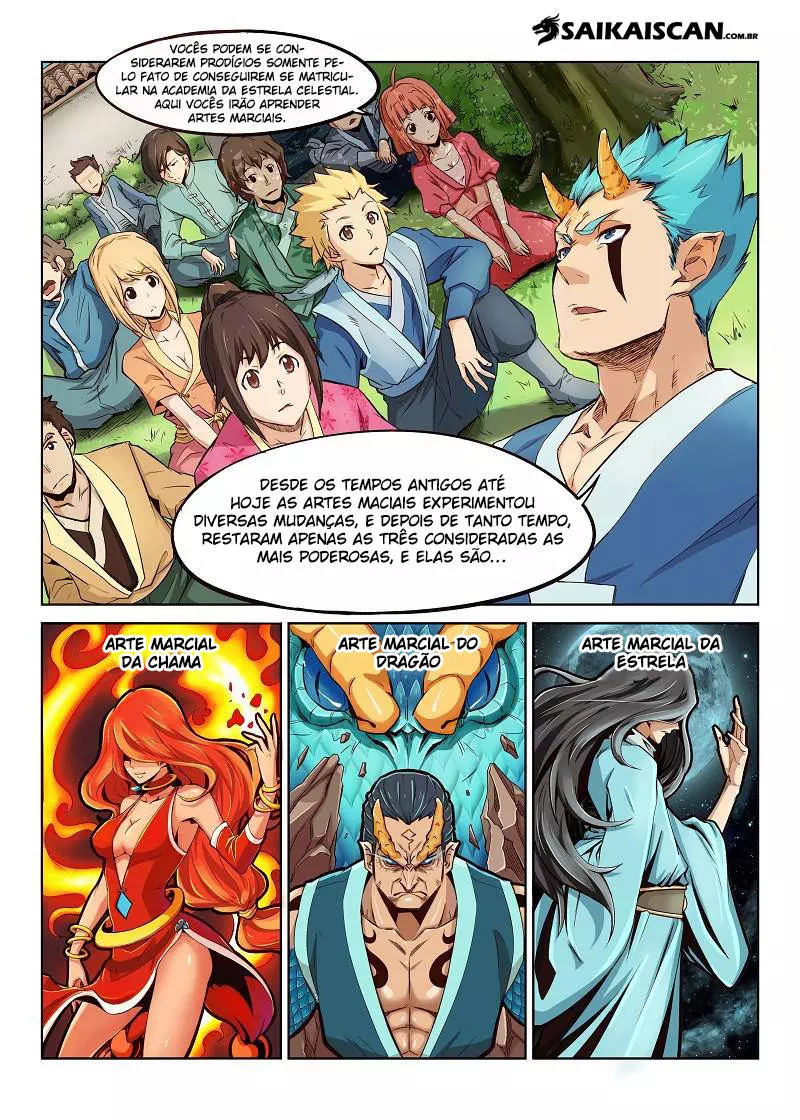 SAIKAISCAN.COM.BR
VOCÊS PODEM SE CON-
SIDERAREM PRODÍGIOS SOMENTE PE-
LO FATO DE CONSEGUIREM SE MATRICU-
LAR NA ACADEMIA DA ESTRELA CELESTIAL.
AQUI VOCÊS IRÃO APRENDER
ARTES MARCIAIS.
DESDE OS TEMPOS ANTIGOS ATÉ
HOJE AS ARTES MACIAIS EXPERIMENTOU
DIVERSAS MUDANÇAS, E DEPOIS DE TANTO TEMPO,
RESTARAM APENAS AS TRÊS CONSIDERADAS AS
MAIS PODEROSAS, E ELAS SÃO...
ARTE MARCIAL
DA CHAMA
ARTE MARCIAL DO
DRAGÃO
ARTE MARCIAL DA
ESTRELA